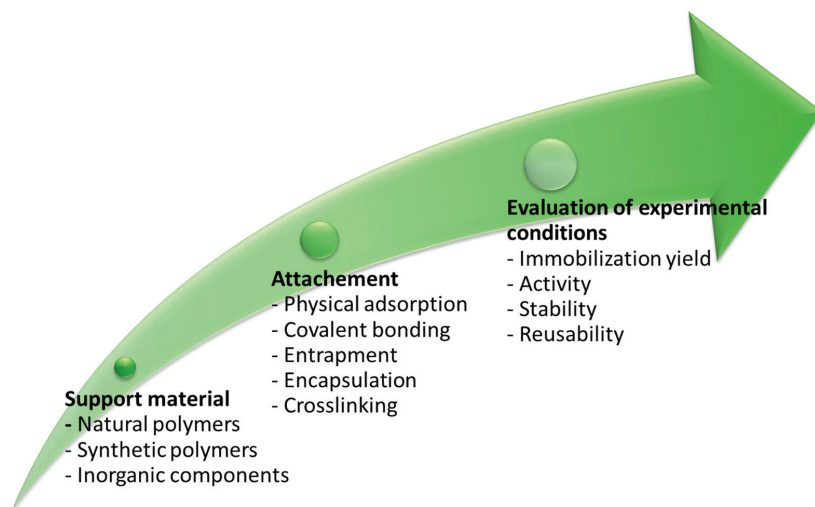 Support material
- Natural polymers
- Synthetic polymers
- Inorganic components
Attachement
- Physical adsorption
- Covalent bonding
- Entrapment
- Encapsulation
- Crosslinking
Evaluation of experimental
conditions
- Immobilization yield
- Activity
- Stability
- Reusability